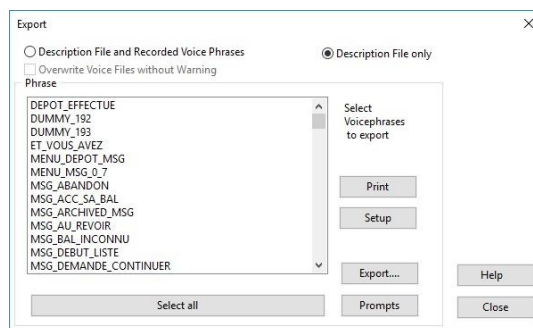 Export
Description File and Recorded Voice Phrases
Description File only
Overwrite Voice Files without Warning
Phrase
DEPOT_EFFECTUE
DUMMY_192
DUMMY_193
ET_VOUS_AVEZ
MENU_DEPOT_MSG
MENU_MSG_0_7
MSG_ABANDON
MSG_ACC_SA_BAL
MSG_ARCHIVED_MSG
MSG_AU_REVOIR
MSG_BAL_INCONNU
MSG_DEBUT_LISTE
MSG_DEMANDE_CONTINUER
Select
Voicephrases
to export
Print
Setup
Export....
Help
Select all
Prompts
Close